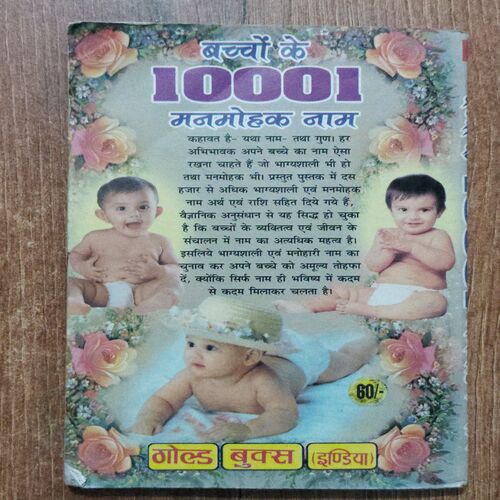 बच्चों के
10001
मनमोहक नाम
कहावत है- यथा नाम- तथा गुण। हर
अभिभावक अपने बच्चे का नाम ऐसा
रखना चाहते हैं जो भाग्यशाली भी हो
तथा मनमोहक भी। प्रस्तुत पुस्तक में दस
हजार से अधिक भाग्यशाली एवं मनमोहक
नाम अर्थ एवं राशि सहित दिये गये हैं,
वैज्ञानिक अनुसंधान से यह सिद्ध हो चुका
है कि बच्चों के व्यक्तित्व एवं जीवन के
संचालन में नाम का अत्यधिक महत्व है।
इसलिये भाग्यशाली एवं मनोहारी नाम का
चुनाव कर अपने बच्चे को अमूल्य तोहफा
दें, क्योंकि सिर्फ नाम ही भविष्य में कदम
से कदम मिलाकर चलता है।
60/-
गोल्ड बुक्स (इण्डिया)